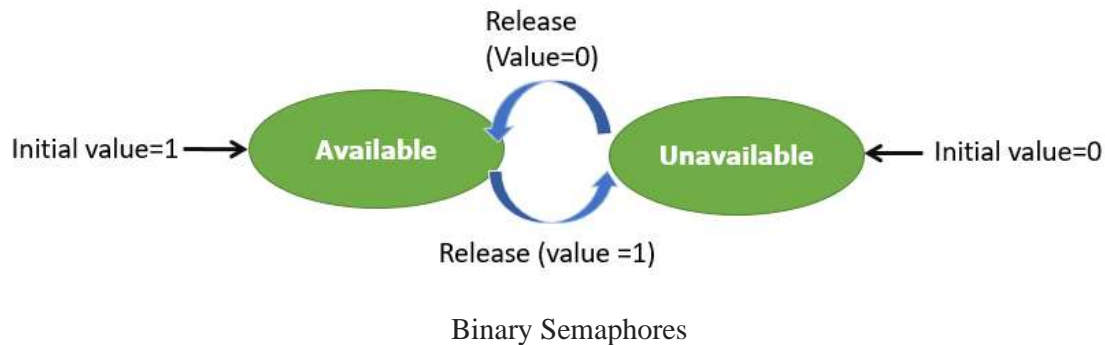 Release
(Value=0)
Initial value=1
Available
Unavailable
Initial value=0
Release (value =1)
Binary Semaphores